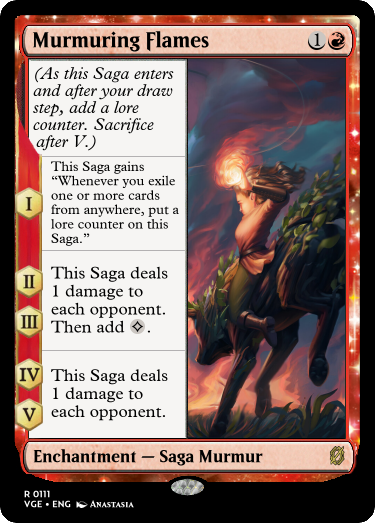 Murmuring Flames 1
(As this Saga enters
and after your draw
step, add a lore
counter. Sacrifice
after V.)
I
This Saga gains
“Whenever you exile
one or more cards
from anywhere, put a
lore counter on this
Saga.”
II
III
This Saga deals
1 damage to
each opponent.
Then add C.
IV
V
This Saga deals
1 damage to
each opponent.
Enchantment — Saga Murmur
R 0111
VGE • ENG Anastasia